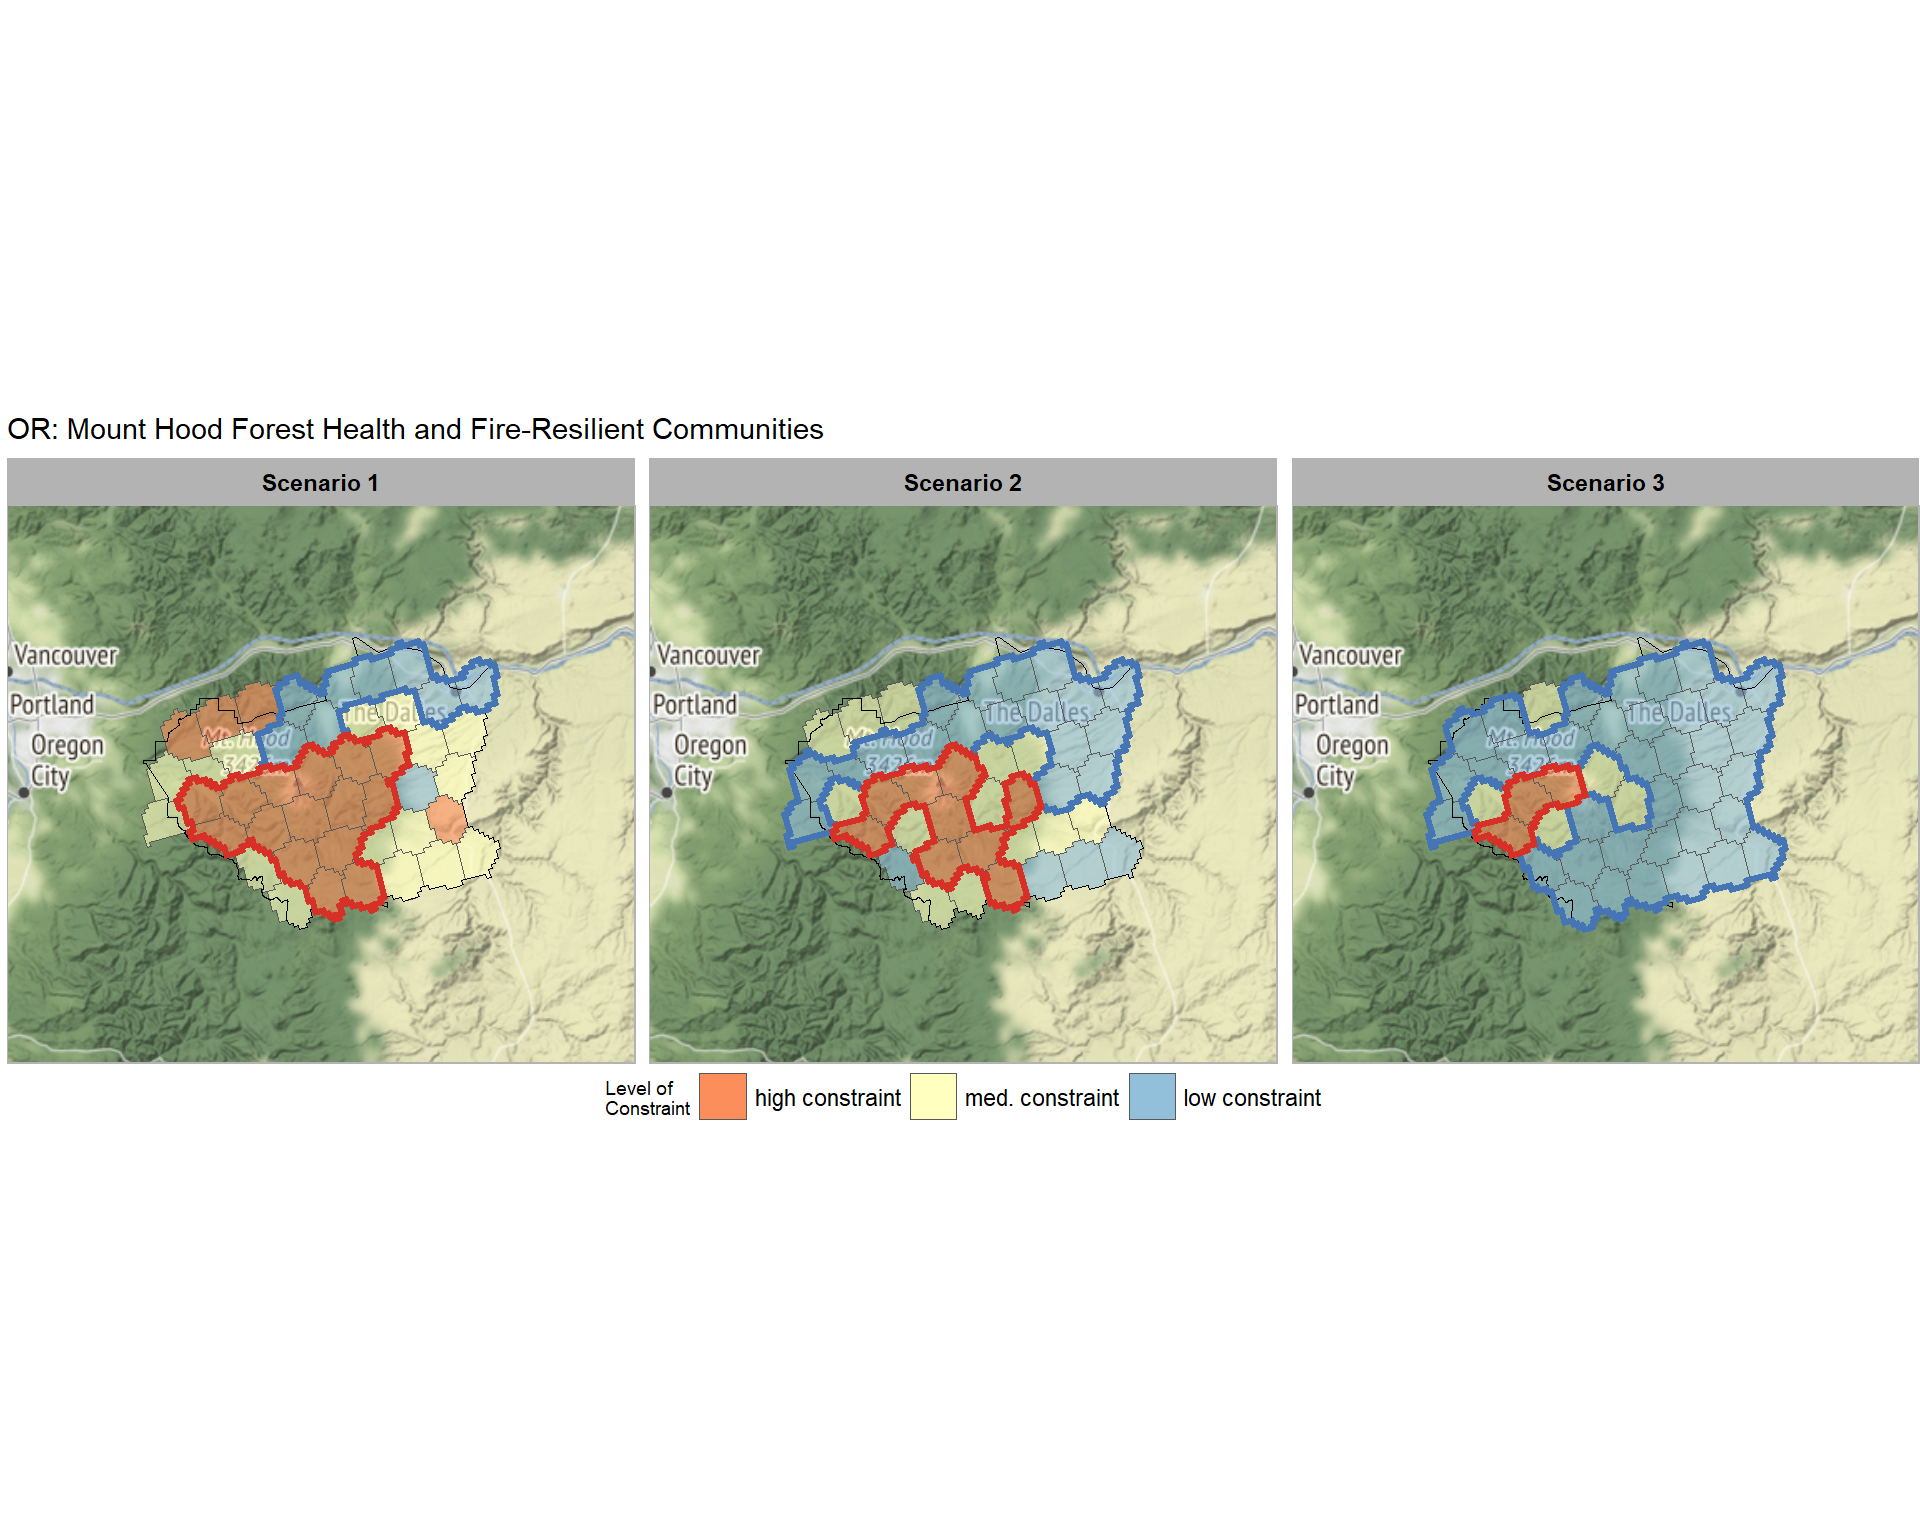 OR: Mount Hood Forest Health and Fire-Resilient Communities
Scenario 1
Scenario 2
Scenario 3
Vancouver
Portland
Oregon
City
The Dalles
Mt. Hood
Vancouver
Portland
Oregon
City
The Dalles
Mt. Hood
Vancouver
Portland
Oregon
City
The Dalles
Mt. Hood
Level of
Constraint
high constraint
med. constraint
low constraint